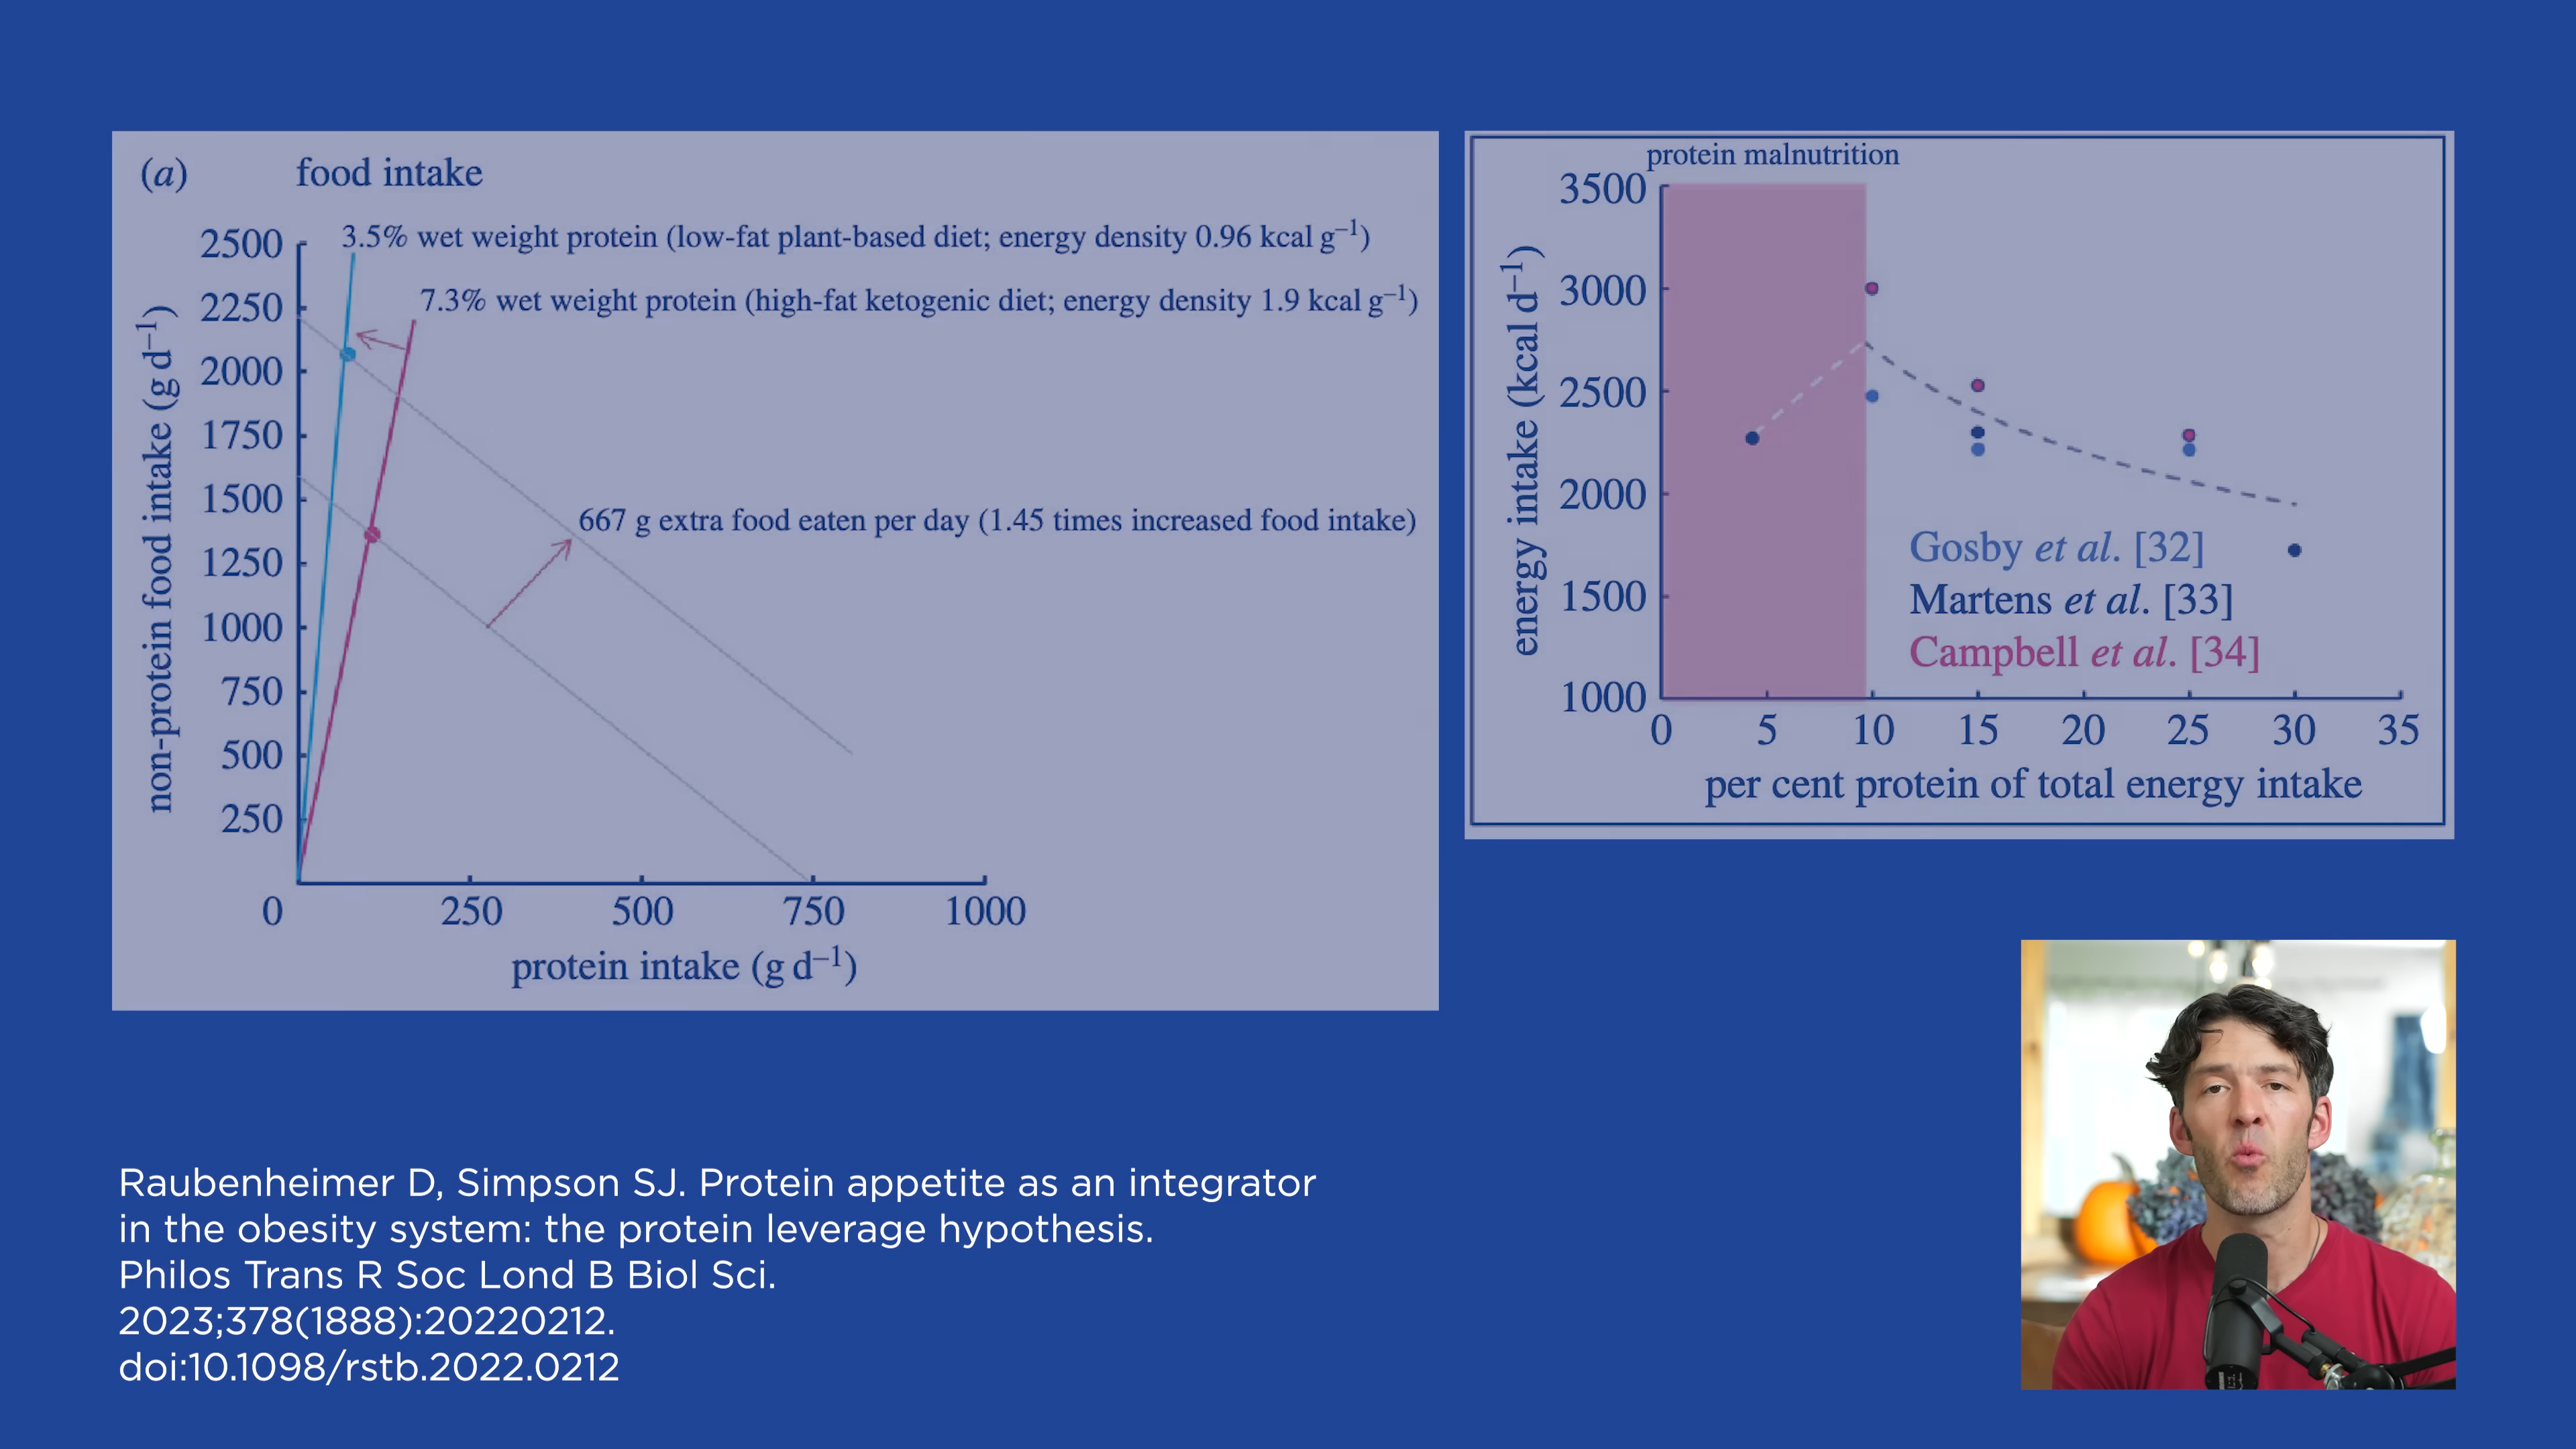 (a) food intake
3.5% wet weight protein (low-fat plant-based diet; energy density 0.96 kcal g⁻¹)
7.3% wet weight protein (high-fat ketogenic diet; energy density 1.9 kcal g⁻¹)
667 g extra food eaten per day (1.45 times increased food intake)
non-protein food intake (g d⁻¹)
2500
2250
2000
1750
1500
1250
1000
750
500
250
0 250 500 750 1000
protein intake (g d⁻¹)
protein malnutrition
energy intake (kcal d⁻¹)
3500
3000
2500
2000
1500
1000
Gosby et al. [32]
Martens et al. [33]
Campbell et al. [34]
0 5 10 15 20 25 30 35
per cent protein of total energy intake
Raubenheimer D, Simpson SJ. Protein appetite as an integrator
in the obesity system: the protein leverage hypothesis.
Philos Trans R Soc Lond B Biol Sci.
2023;378(1888):20220212.
doi:10.1098/rstb.2022.0212